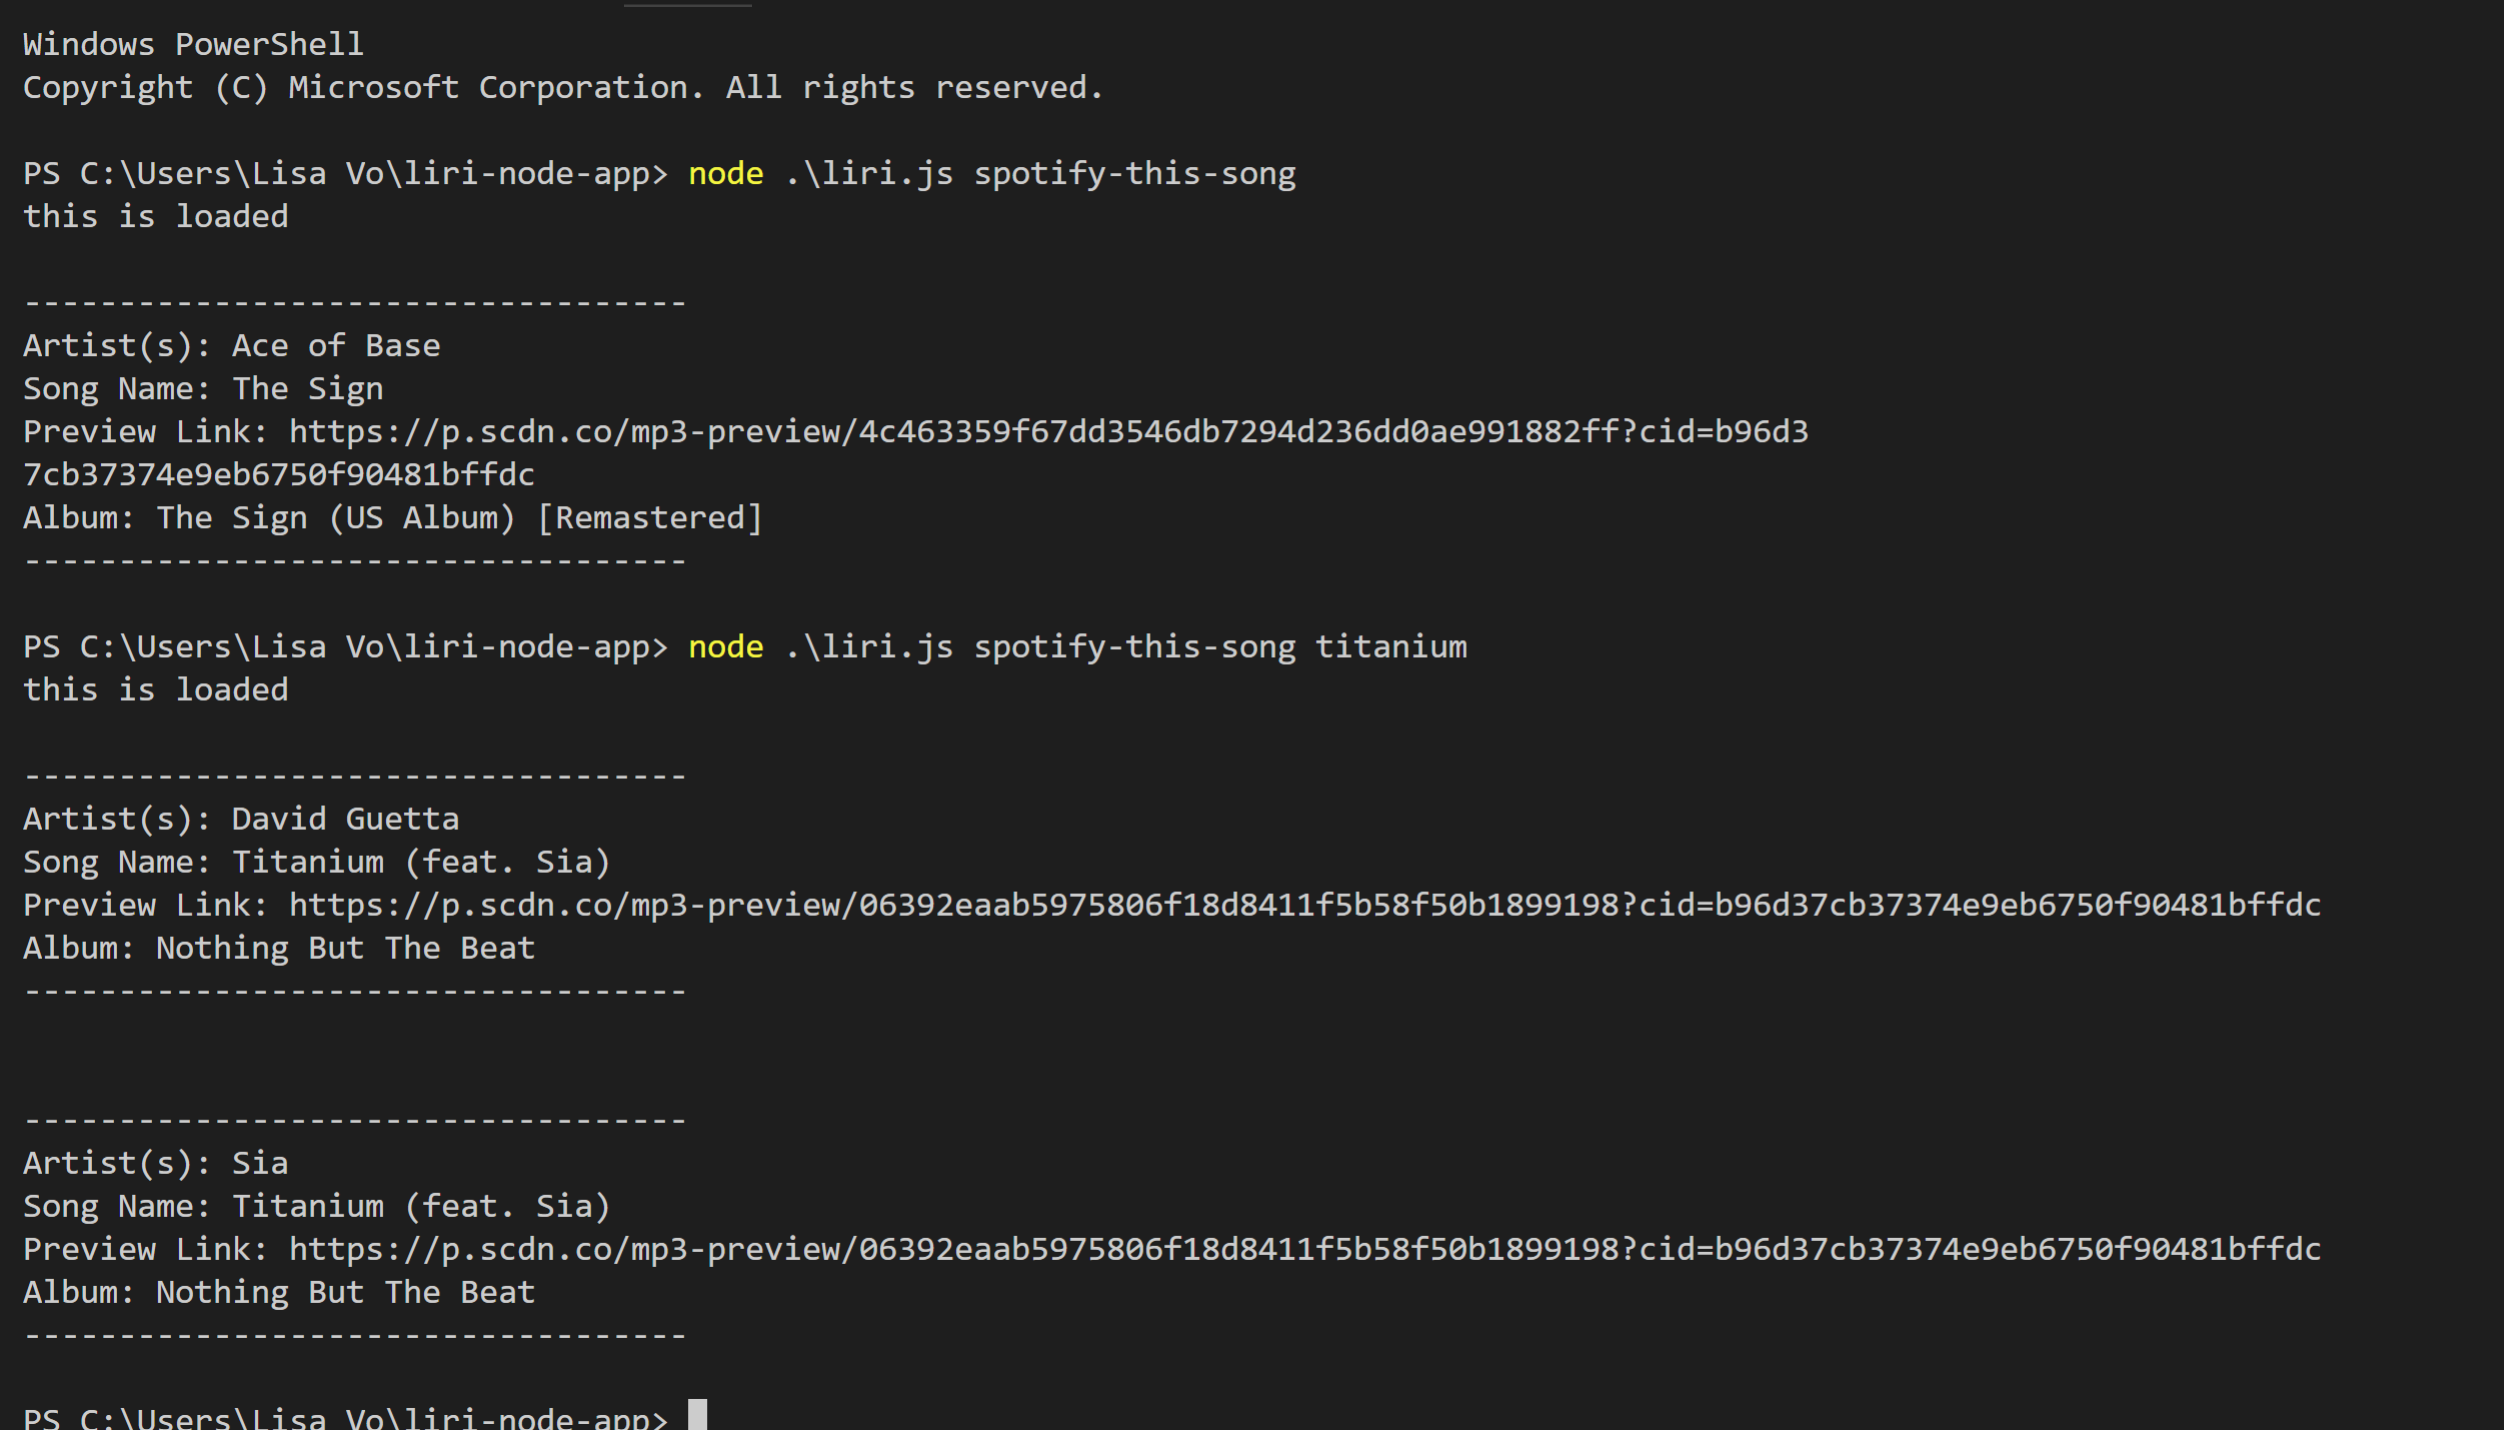 Windows PowerShell
Copyright (C) Microsoft Corporation. All rights reserved.
PS C:\Users\Lisa Vo\liri-node-app> node .\liri.js spotify-this-song
this is loaded
-----------------------------------
Artist(s): Ace of Base
Song Name: The Sign
Preview Link: https://p.scdn.co/mp3-preview/4c463359f67dd3546db7294d236dd0ae991882ff?cid=b96d3
7cb37374e9eb6750f90481bffdc
Album: The Sign (US Album) [Remastered]
-----------------------------------
PS C:\Users\Lisa Vo\liri-node-app> node .\liri.js spotify-this-song titanium
this is loaded
-----------------------------------
Artist(s): David Guetta
Song Name: Titanium (feat. Sia)
Preview Link: https://p.scdn.co/mp3-preview/06392eaab5975806f18d8411f5b58f50b1899198?cid=b96d37cb37374e9eb6750f90481bffdc
Album: Nothing But The Beat
-----------------------------------
-----------------------------------
Artist(s): Sia
Song Name: Titanium (feat. Sia)
Preview Link: https://p.scdn.co/mp3-preview/06392eaab5975806f18d8411f5b58f50b1899198?cid=b96d37cb37374e9eb6750f90481bffdc
Album: Nothing But The Beat
-----------------------------------
PS C:\Users\Lisa Vo\liri-node-app>